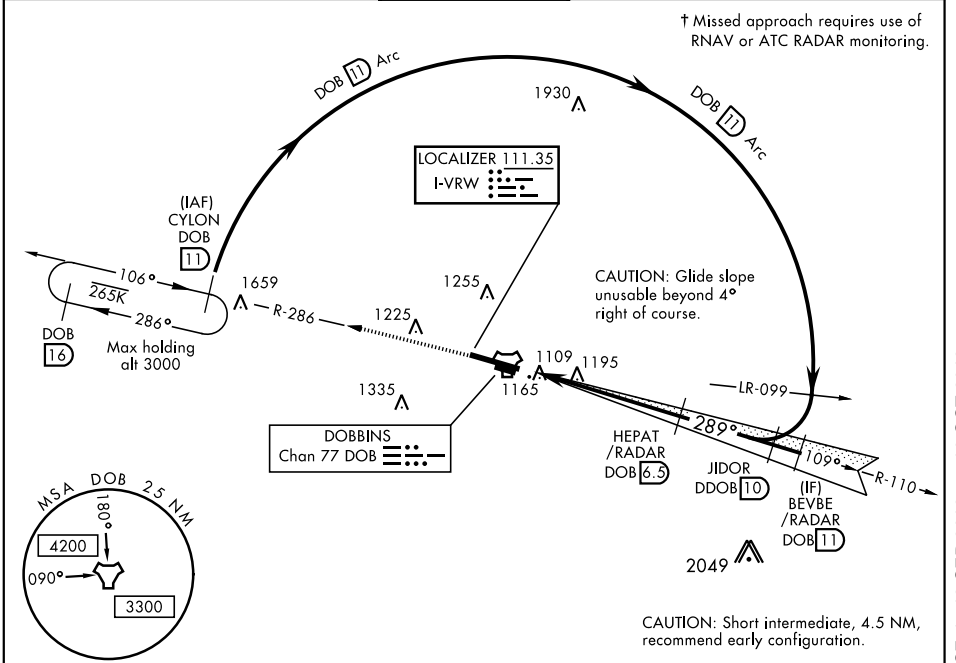 † Missed approach requires use of
RNAV or ATC RADAR monitoring.
DOB 11 Arc
1930
DOB 11 Arc
LOCALIZER 111.35
I-VRW
(IAF)
CYLON
DOB
11
106°
265K
286°
DOB
16
Max holding
alt 3000
1659
R-286
1225
1255
CAUTION: Glide slope
unusable beyond 4°
right of course.
1109
1195
1165
1335
LR-099
DOBBINS
Chan 77 DOB
289°
109°
R-110
HEPAT
/RADAR
DOB 6.5
JIDOR
DDOB 10
(IF)
BEVBE
/RADAR
DOB 11
2049
MSA DOB 25 NM
180°
4200
090°
3300
CAUTION: Short intermediate, 4.5 NM,
recommend early configuration.